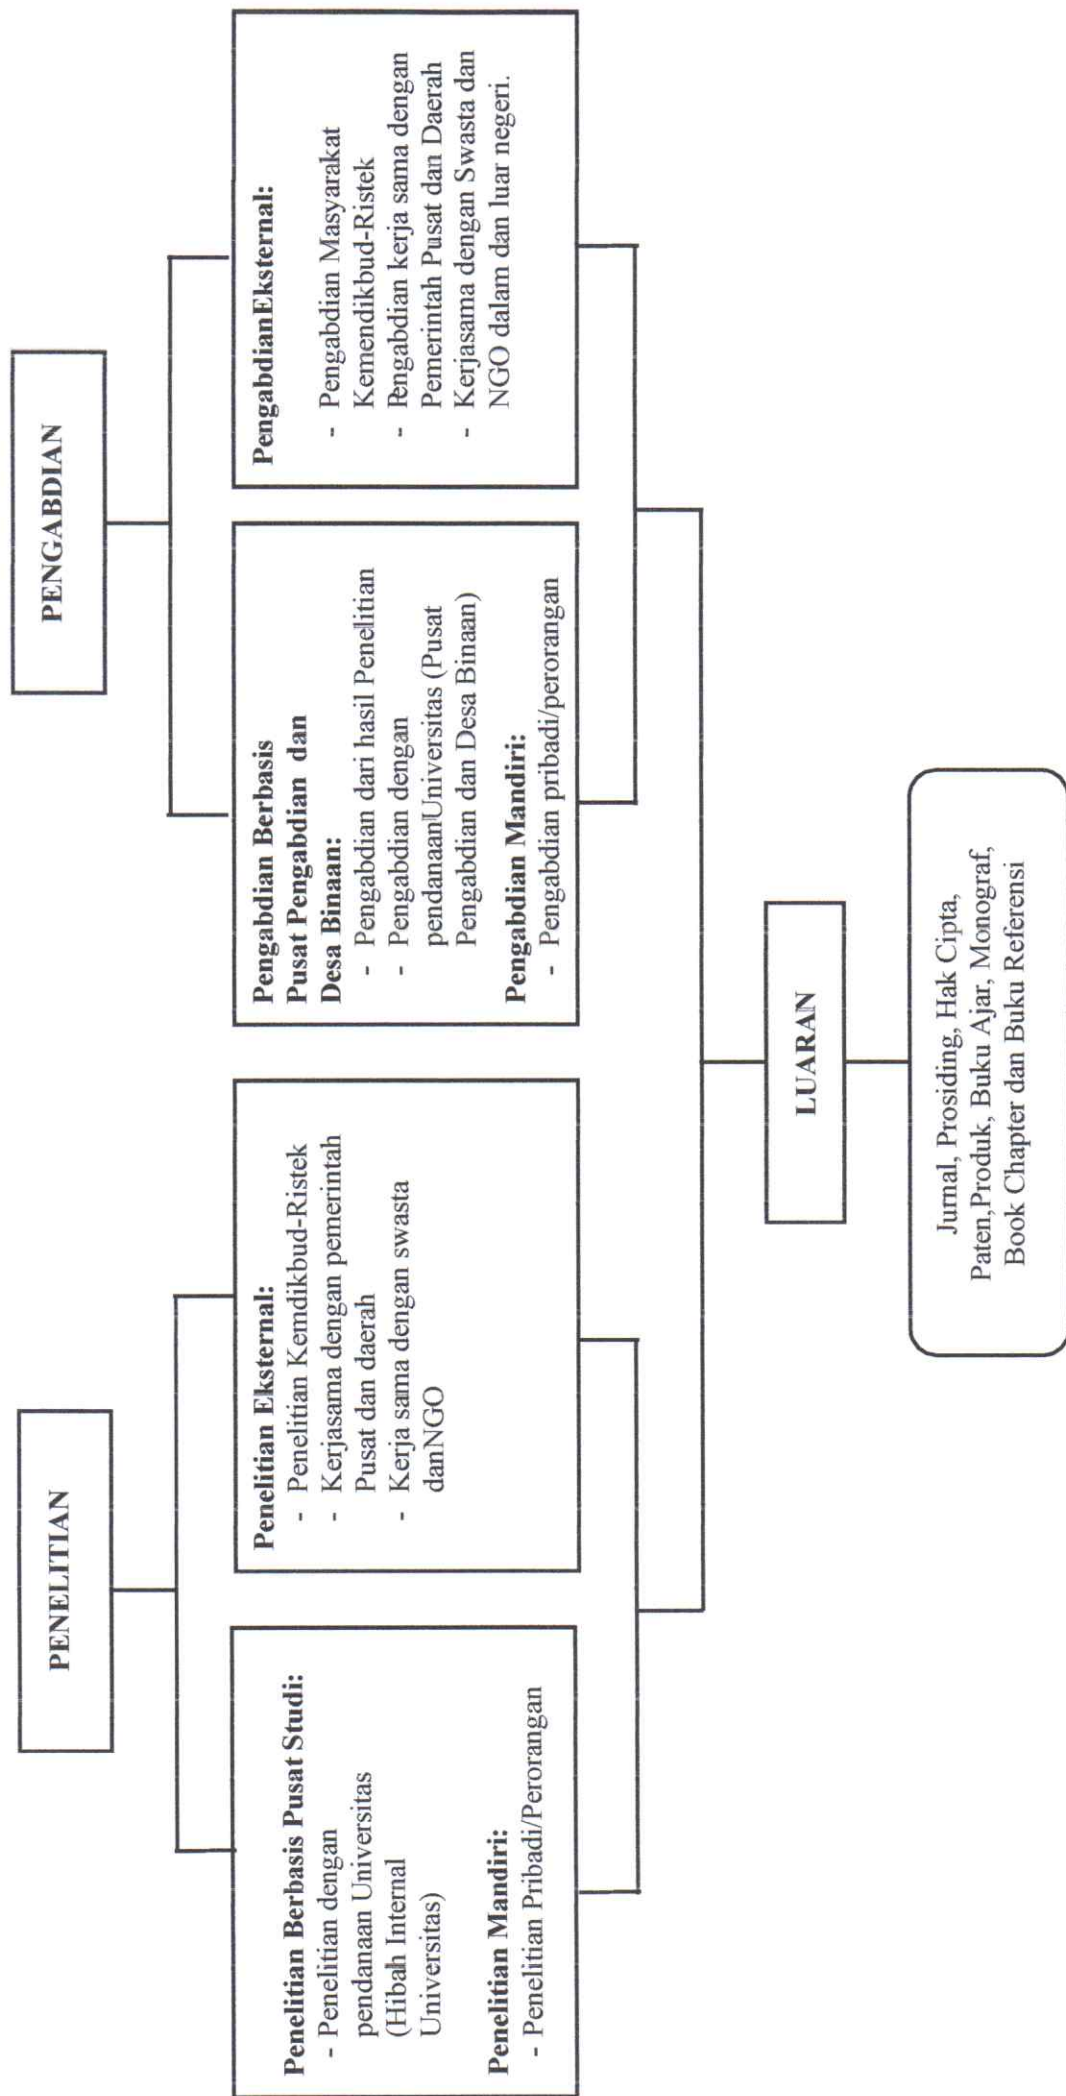 PENELITIAN
Penelitian Berbasis Pusat Studi:
- Penelitian dengan
pendanaan Universitas
(Hibah Internal
Universitas)
Penelitian Mandiri:
- Penelitian Pribadi/Perorangan
Penelitian Eksternal:
- Penelitian Kemdikbud-Ristek
- Kerjasama dengan pemerintah
Pusat dan daerah
- Kerja sama dengan swasta
danNGO
PENGABDIAN
Pengabdian Berbasis
Pusat Pengabdian dan
Desa Binaan:
- Pengabdian dari hasil Penelitian
- Pengabdian dengan
pendanaanUniversitas (Pusat
Pengabdian dan Desa Binaan)
Pengabdian Mandiri:
- Pengabdian pribadi/perorangan
PengabdianEksternal:
- Pengabdian Masyarakat
Kemendikbud-Ristek
- Pengabdian kerja sama dengan
Pemerintah Pusat dan Daerah
- Kerjasama dengan Swasta dan
NGO dalam dan luar negeri.
LUARAN
Jurnal, Prosiding, Hak Cipta,
Paten,Produk, Buku Ajar, Monograf,
Book Chapter dan Buku Referensi